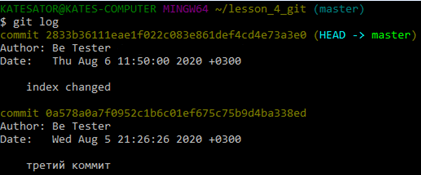 KATESATOR@KATES-COMPUTER MINGW64 ~/lesson_4_git (master)
$ git log
commit 2833b36111eae1f022c083e861def4cd4e73a3e0 (HEAD -> master)
Author: Be Tester
Date:   Thu Aug 6 11:50:00 2020 +0300
index changed
commit 0a578a0a7f0952c1b6c01ef675c75b9d4ba338ed
Author: Be Tester
Date:   Wed Aug 5 21:26:26 2020 +0300
третий коммит